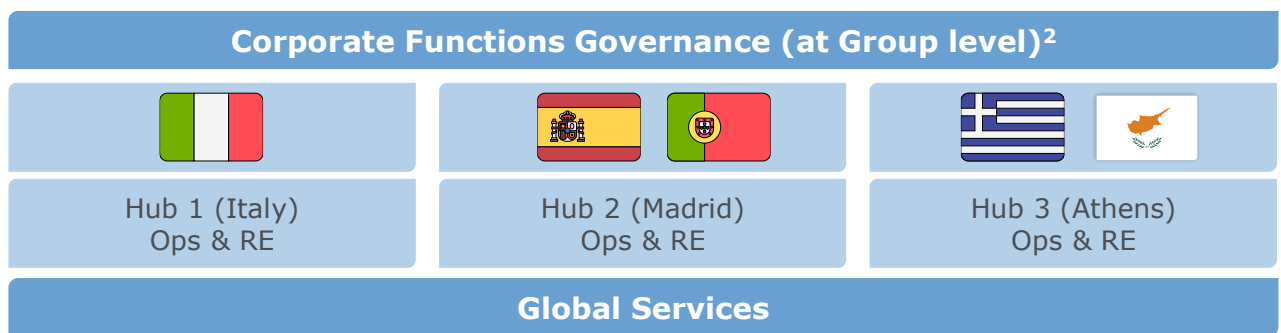 Corporate Functions Governance (at Group level)²
Hub 1 (Italy)
Ops & RE
Hub 2 (Madrid)
Ops & RE
Hub 3 (Athens)
Ops & RE
Global Services